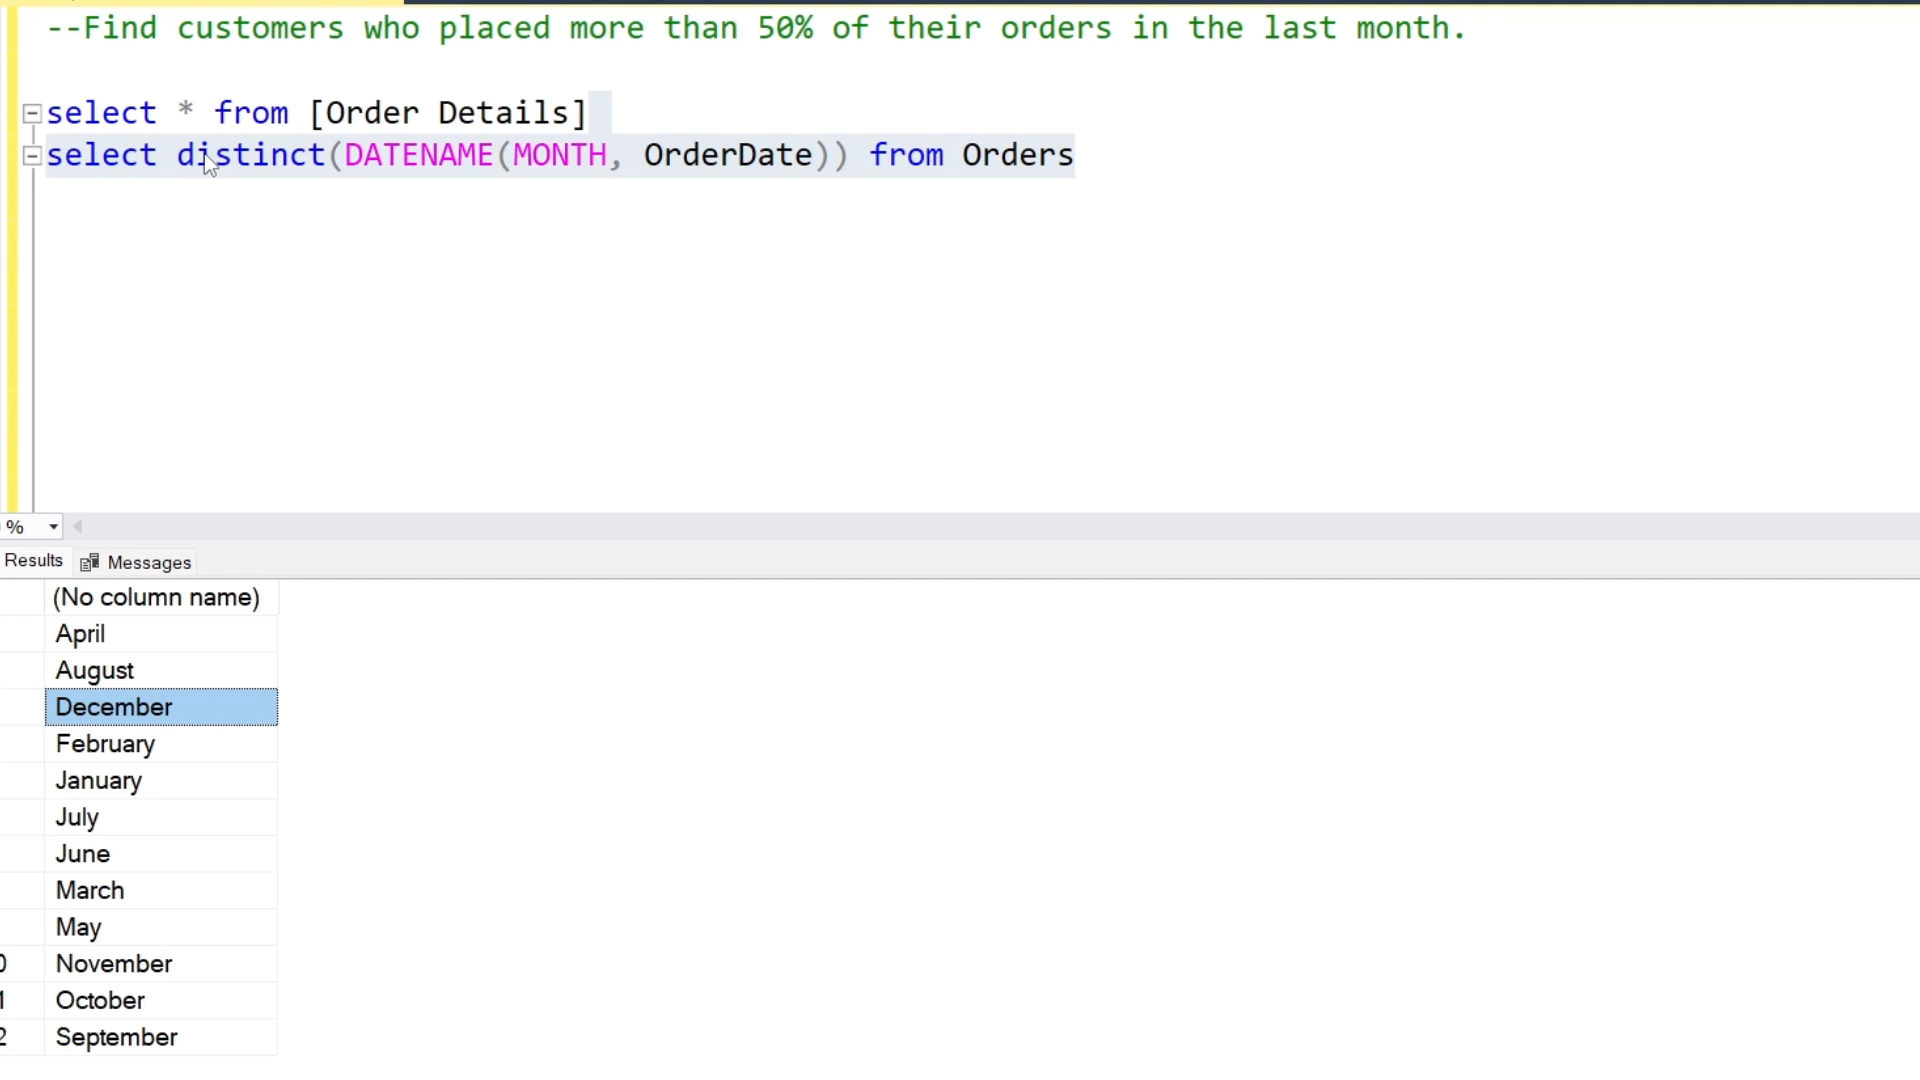 --Find customers who placed more than 50% of their orders in the last month.
select * from [Order Details]
select distinct(DATENAME(MONTH, OrderDate)) from Orders
%
Results Messages
(No column name)
April
August
December
February
January
July
June
March
May
November
October
September